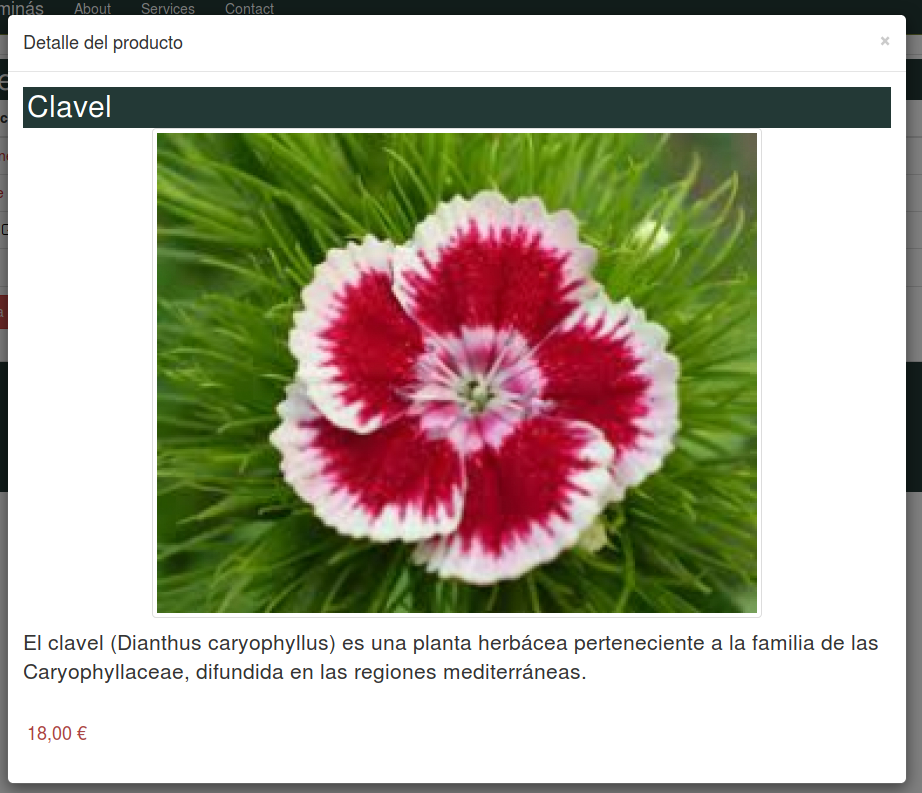 minás About Services Contact
Detalle del producto ×
Clavel
El clavel (Dianthus caryophyllus) es una planta herbácea perteneciente a la familia de las
Caryophyllaceae, difundida en las regiones mediterráneas.
18,00 €